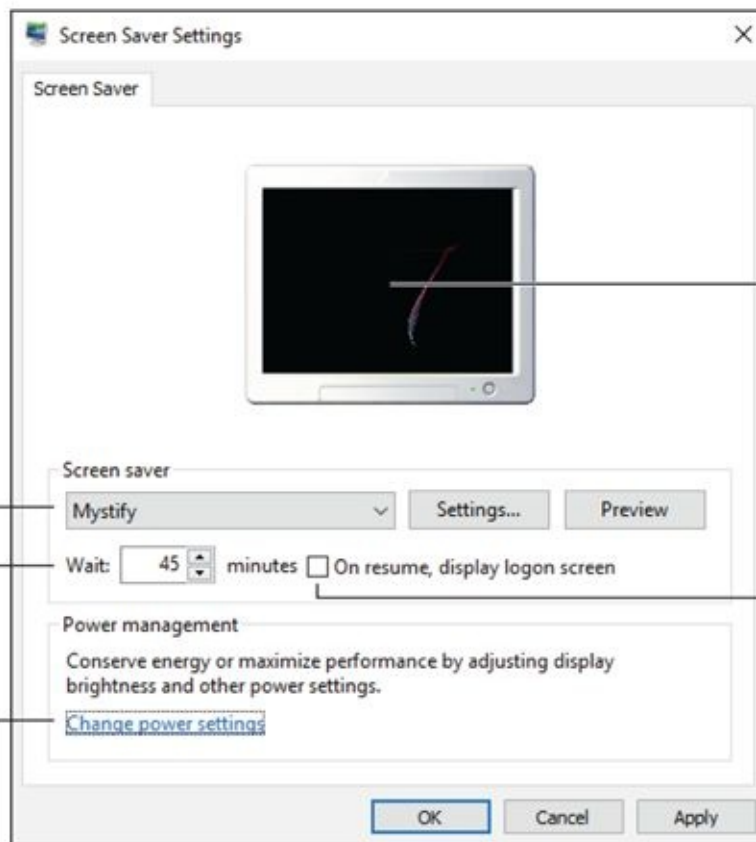 Screen Saver Settings
Screen Saver
Screen saver
Mystify
Settings...
Preview
Wait: 45 minutes On resume, display logon screen
Power management
Conserve energy or maximize performance by adjusting display
brightness and other power settings.
Change power settings
OK
Cancel
Apply